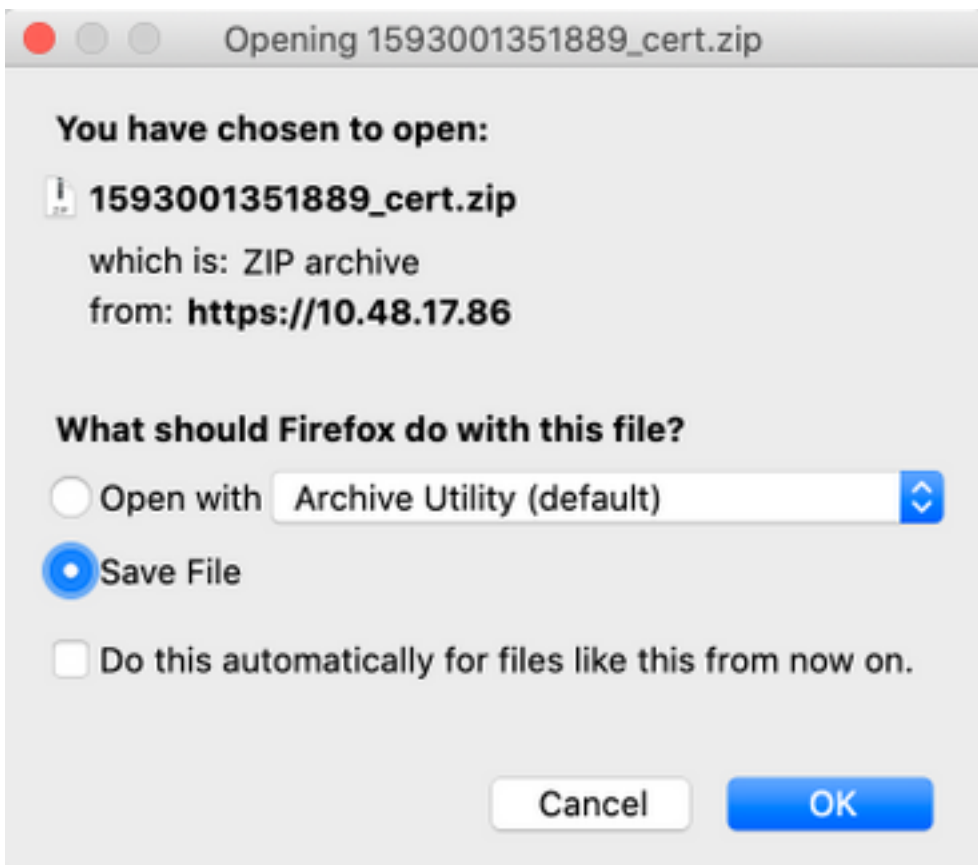 Opening 1593001351889_cert.zip
You have chosen to open:
1593001351889_cert.zip
which is: ZIP archive
from: https://10.48.17.86
What should Firefox do with this file?
Open with Archive Utility (default)
Save File
Do this automatically for files like this from now on.
Cancel OK